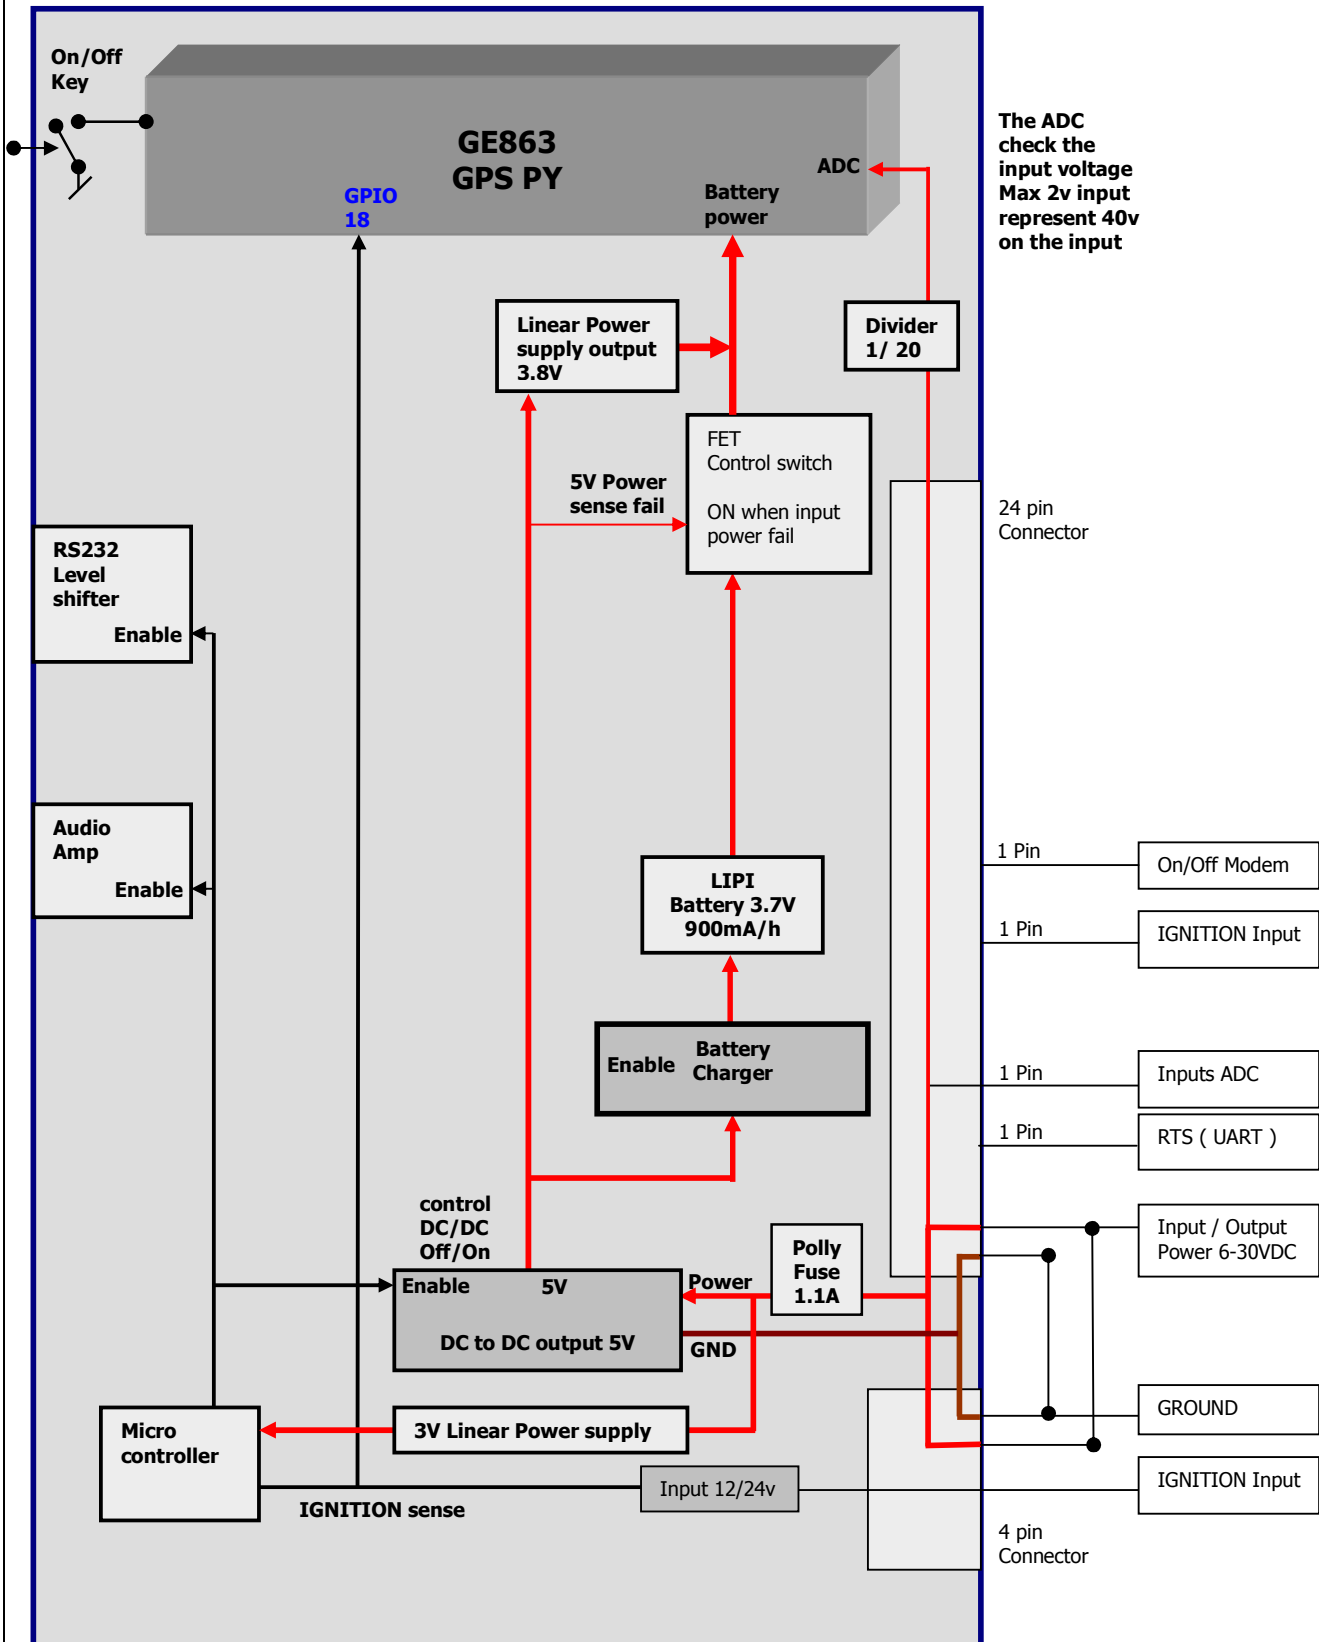 On/Off
Key
GE863
GPS PY
ADC
GPIO
18
Battery
power
The ADC
check the
input voltage
Max 2v input
represent 40v
on the input
Linear Power
supply output
3.8V
Divider
1/ 20
FET
Control switch
ON when input
power fail
5V Power
sense fail
24 pin
Connector
RS232
Level
shifter
Enable
Audio
Amp
Enable
LIPI
Battery 3.7V
900mA/h
1 Pin
On/Off Modem
1 Pin
IGNITION Input
Enable
Battery
Charger
1 Pin
Inputs ADC
1 Pin
RTS ( UART )
control
DC/DC
Off/On
Polly
Fuse
1.1A
Input / Output
Power 6-30VDC
Enable
5V
Power
DC to DC output 5V
GND
GROUND
Micro
controller
3V Linear Power supply
Input 12/24v
IGNITION Input
IGNITION sense
4 pin
Connector